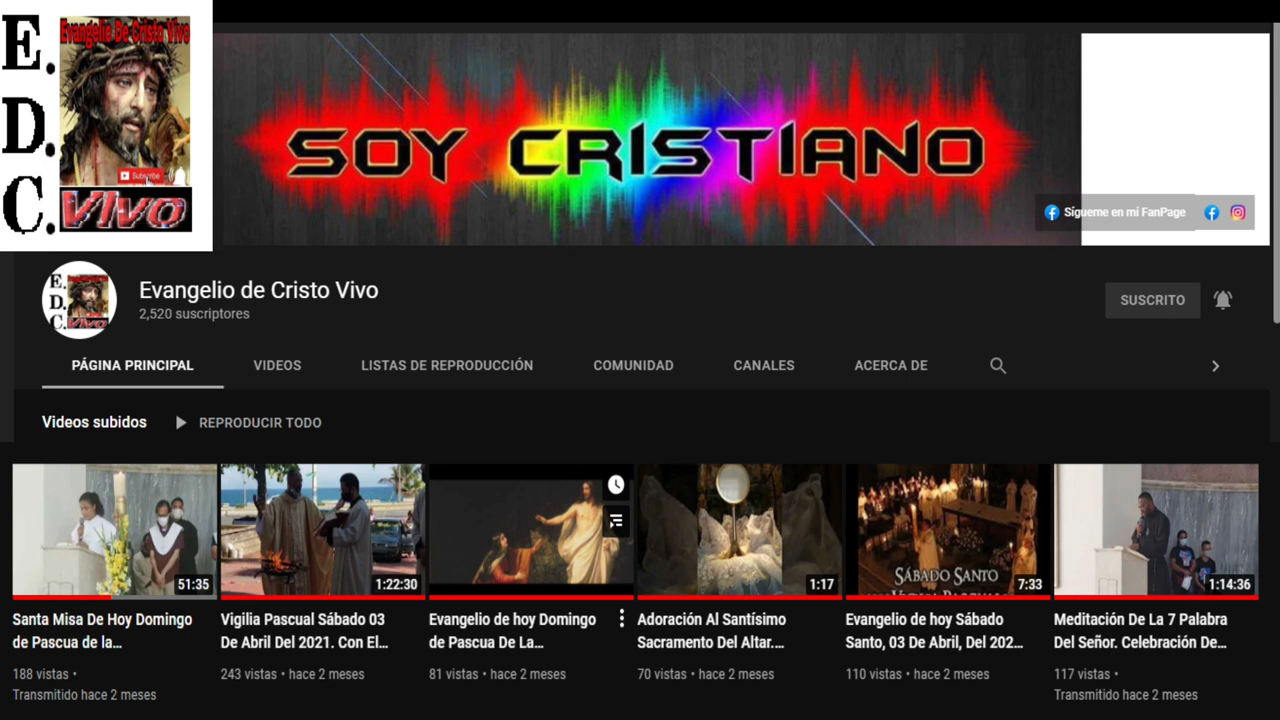 E.
D.
C.
Evangelio De Cristo Vivo
Subscribe
Vivo
SOY CRISTIANO
Sígueme en mi FanPage
E.
D.
C.
Vivo
Evangelio de Cristo Vivo
2,520 suscriptores
SUSCRITO
PÁGINA PRINCIPAL VIDEOS LISTAS DE REPRODUCCIÓN COMUNIDAD CANALES ACERCA DE
Videos subidos REPRODUCIR TODO
SÁBADO SANTO
51:35 1:22:30 1:17 7:33 1:14:36
Santa Misa De Hoy Domingo
de Pascua de la…
188 vistas •
Transmitido hace 2 meses
Vigilia Pascual Sábado 03
De Abril Del 2021. Con El…
243 vistas • hace 2 meses
Evangelio de hoy Domingo
de Pascua De La…
81 vistas • hace 2 meses
Adoración Al Santísimo
Sacramento Del Altar.…
70 vistas • hace 2 meses
Evangelio de hoy Sábado
Santo, 03 De Abril, Del 202…
110 vistas • hace 2 meses
Meditación De La 7 Palabra
Del Señor. Celebración De…
117 vistas •
Transmitido hace 2 meses